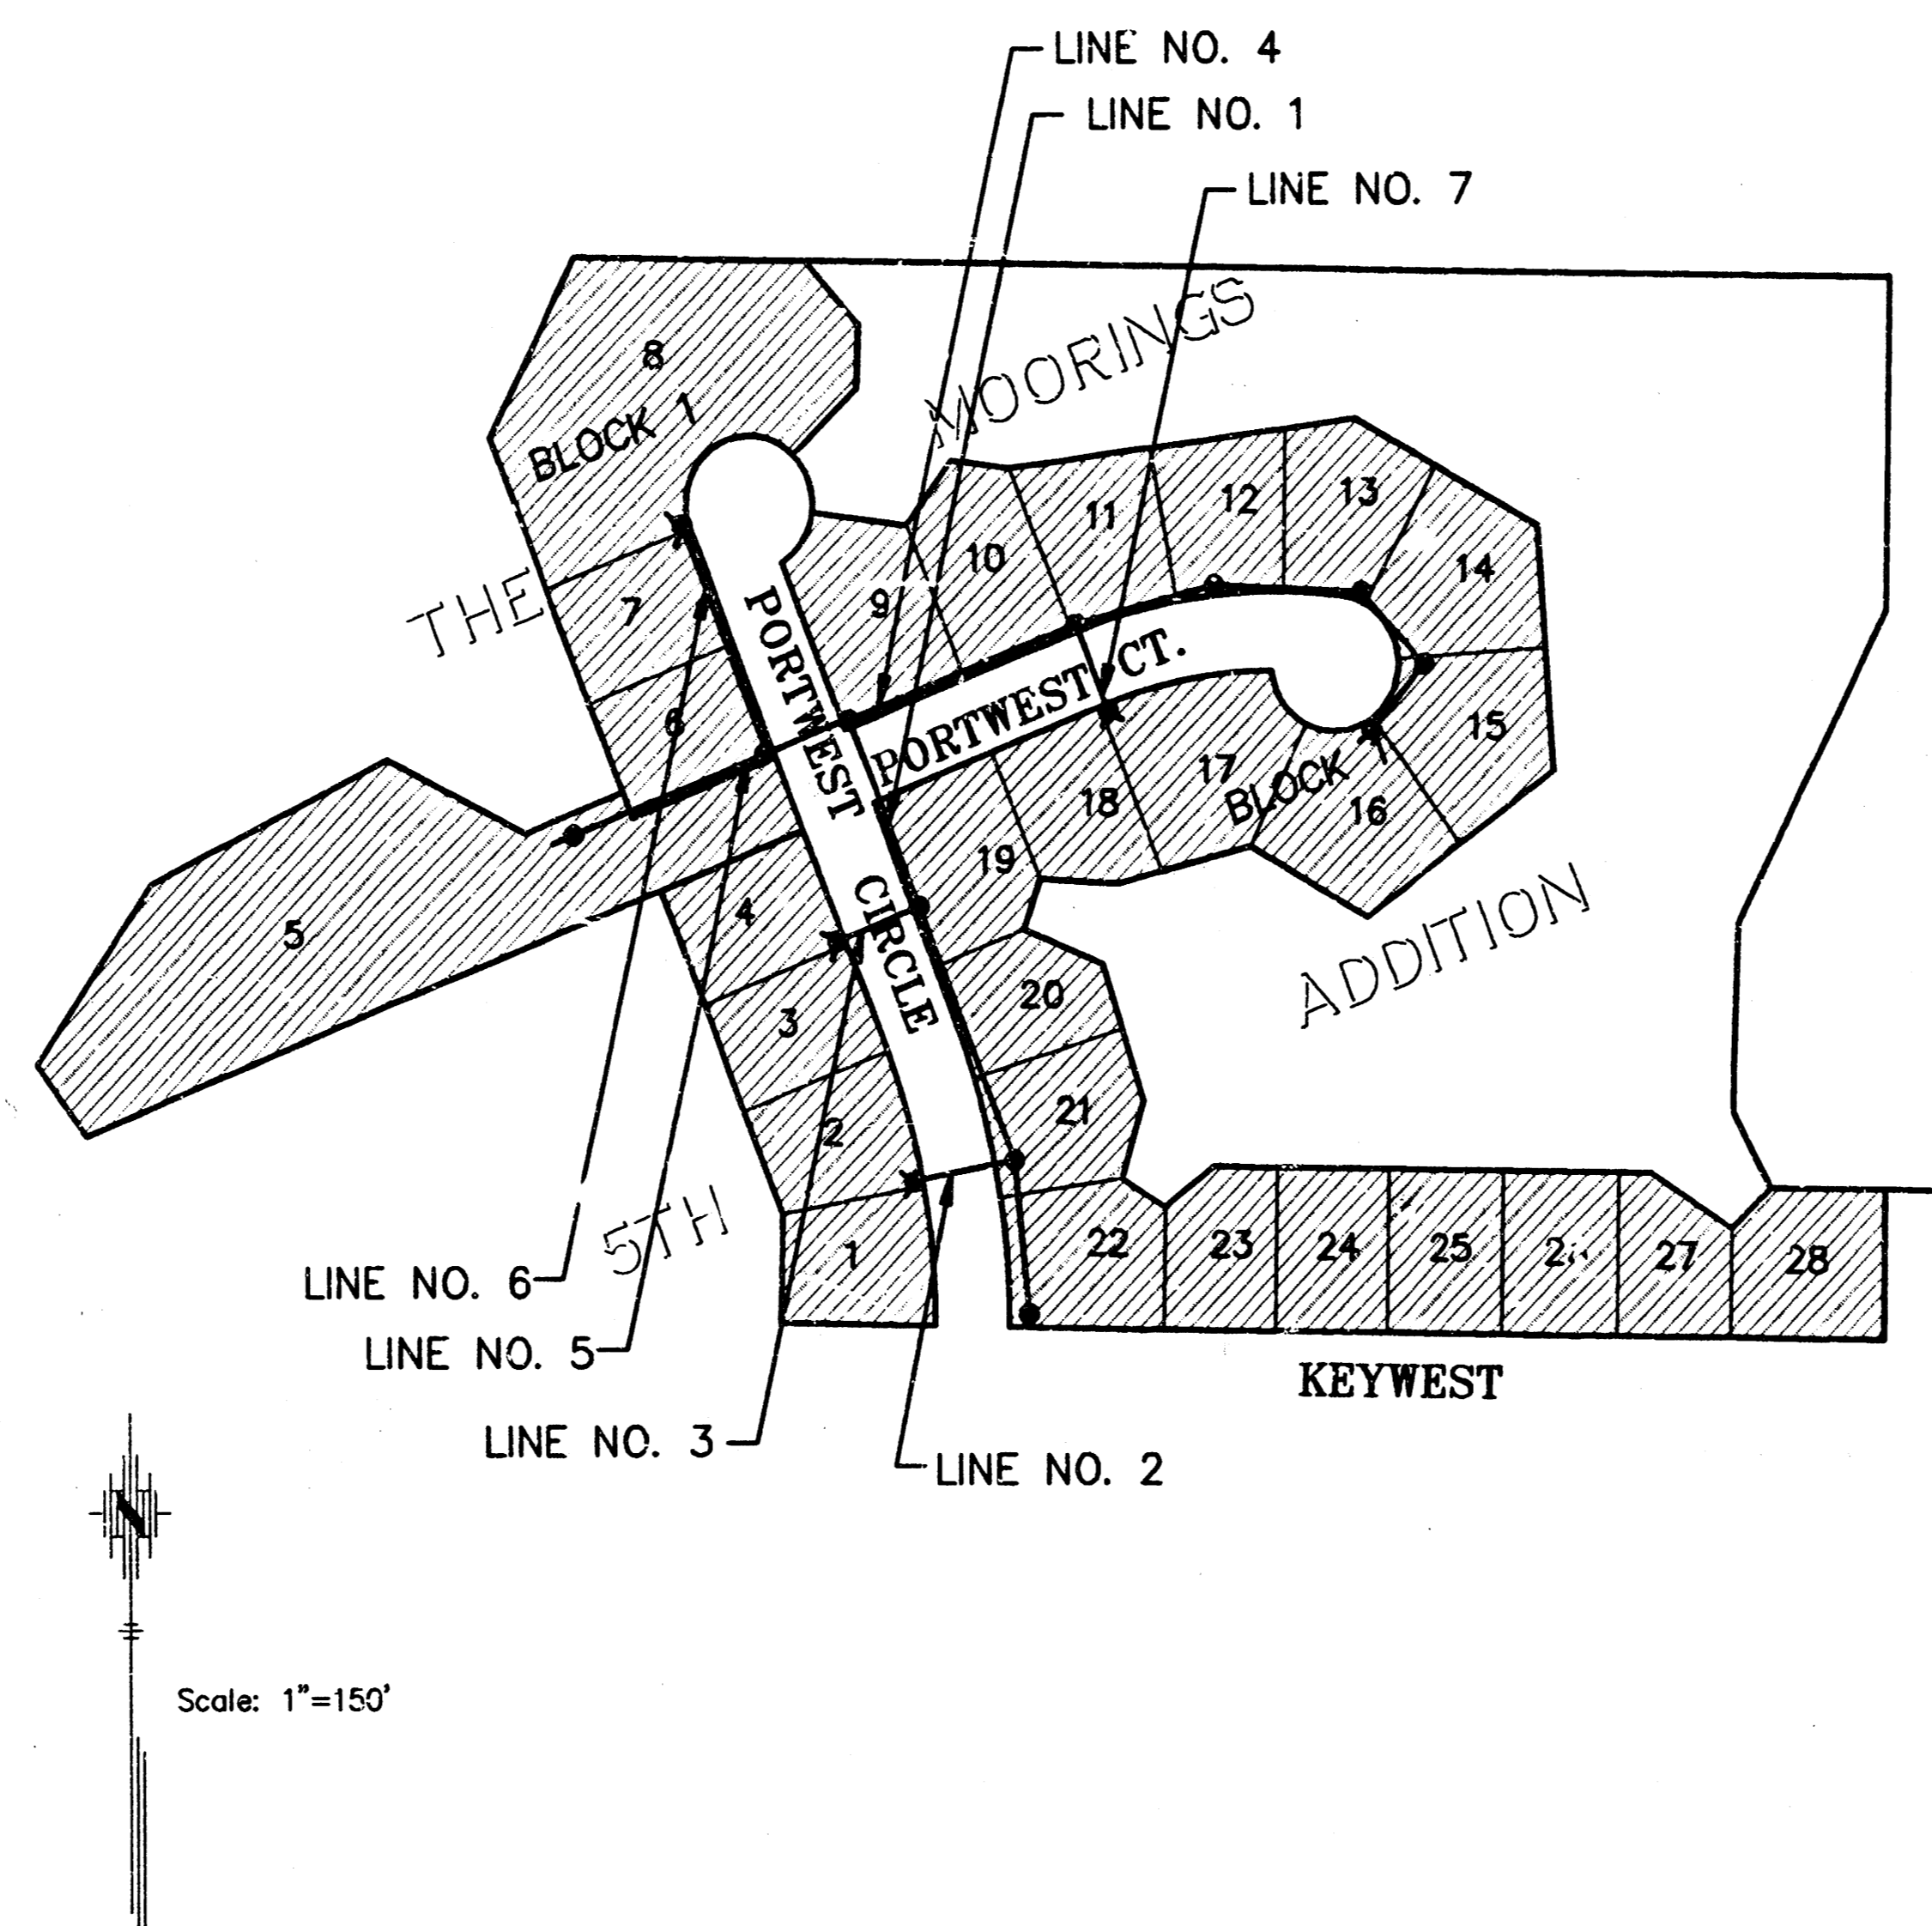 LINE NO. 4
LINE NO. 1
LINE NO. 7
THE MOORINGS
5TH ADDITION
8
BLOCK 1
7
6
9
10
11
12
13
14
15
16
17
BLOCK 1
18
19
PORTWEST CIRCLE
PORTWEST CT.
5
4
3
2
1
20
21
22
23
24
25
27
28
LINE NO. 6
LINE NO. 5
LINE NO. 3
LINE NO. 2
KEYWEST
N
Scale: 1"=150'